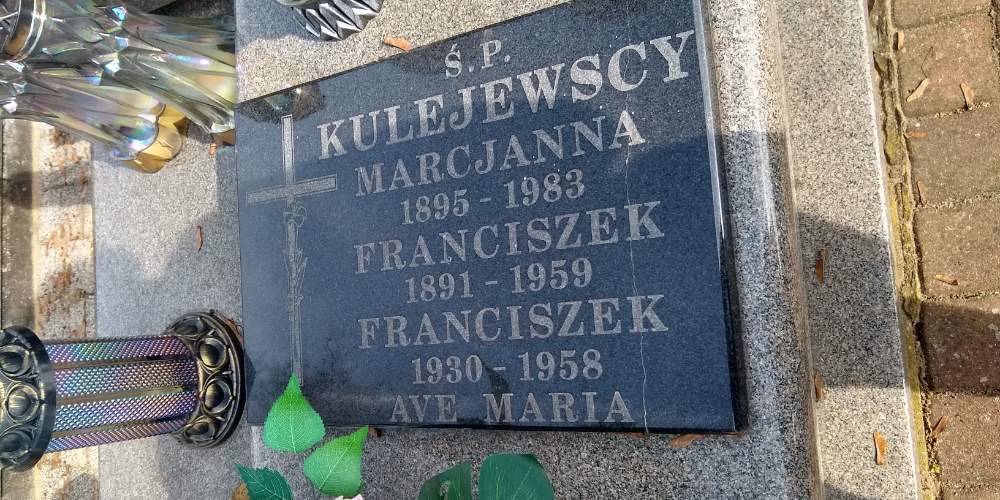 Ś.P.
KULEJEWSCY
MARCJANNA
1895 - 1983
FRANCISZEK
1891 - 1959
FRANCISZEK
1930 - 1958
AVE MARIA